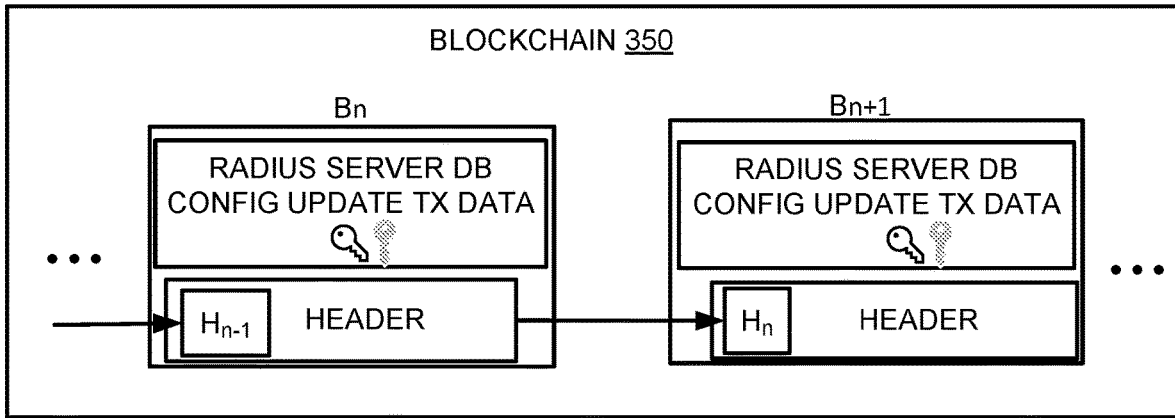 BLOCKCHAIN 350
Bn
Bn+1
RADIUS SERVER DB
CONFIG UPDATE TX DATA
RADIUS SERVER DB
CONFIG UPDATE TX DATA
... ...
Hn-1 HEADER
Hn HEADER